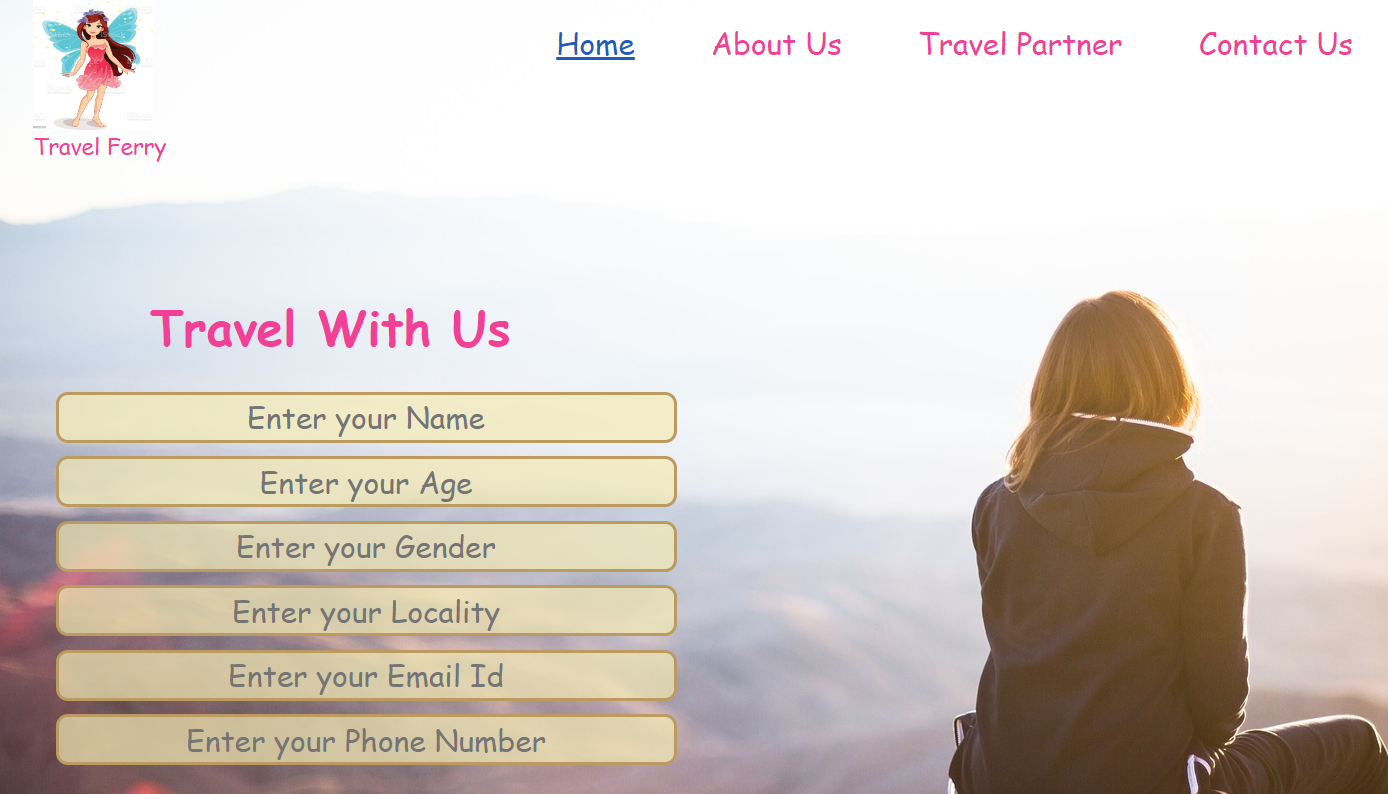 Home About Us Travel Partner Contact Us
Travel Ferry
Travel With Us
Enter your Name
Enter your Age
Enter your Gender
Enter your Locality
Enter your Email Id
Enter your Phone Number